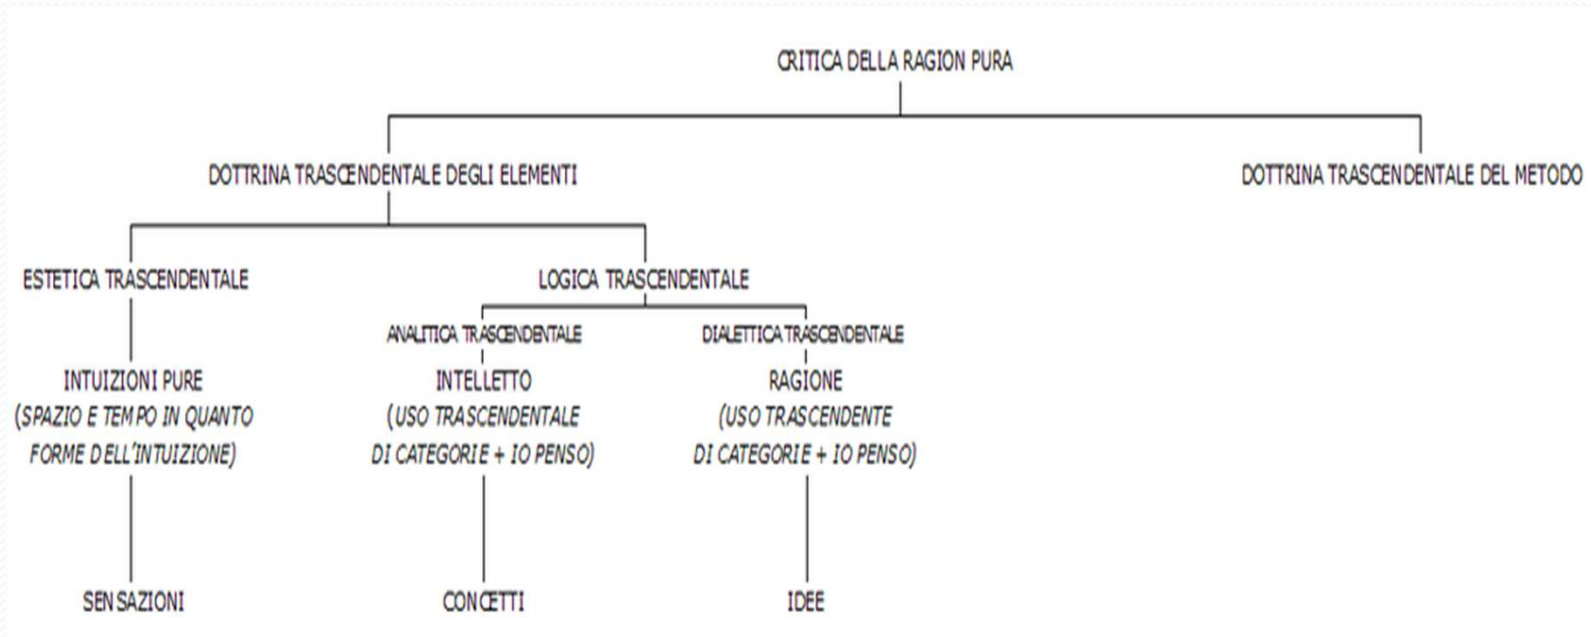 CRITICA DELLA RAGION PURA
DOTTRINA TRASCENDENTALE DEGLI ELEMENTI
DOTTRINA TRASCENDENTALE DEL METODO
ESTETICA TRASCENDENTALE
LOGICA TRASCENDENTALE
ANALITICA TRASCENDENTALE
DIALETTICA TRASCENDENTALE
INTUIZIONI PURE
(SPAZIO E TEMPO IN QUANTO
FORME DELL'INTUIZIONE)
INTELLETTO
(USO TRASCENDENTALE
DI CATEGORIE + IO PENSO)
RAGIONE
(USO TRASCENDENTE
DI CATEGORIE + IO PENSO)
SENSAZIONI
CONCETTI
IDEE